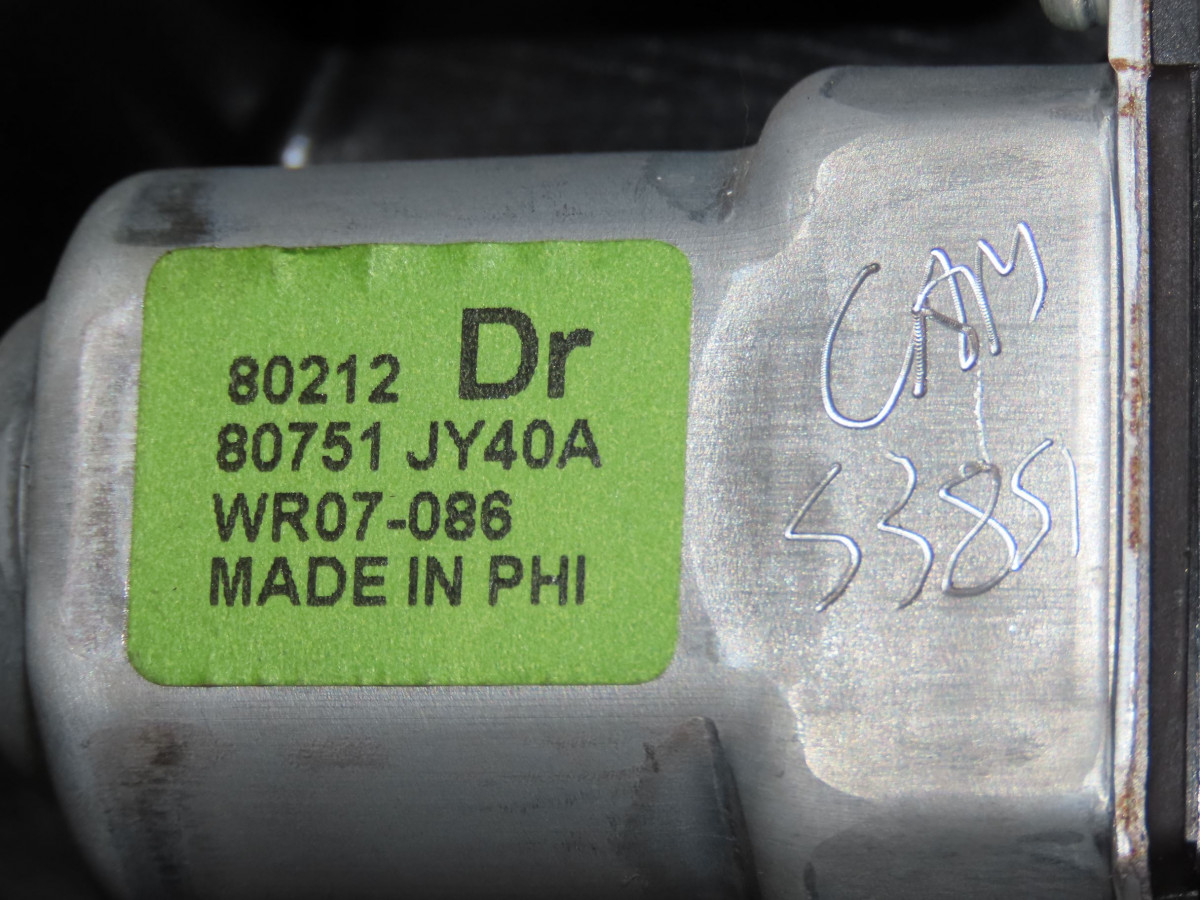 80212 Dr
80751 JY40A
WR07-086
MADE IN PHI
CAM
53851